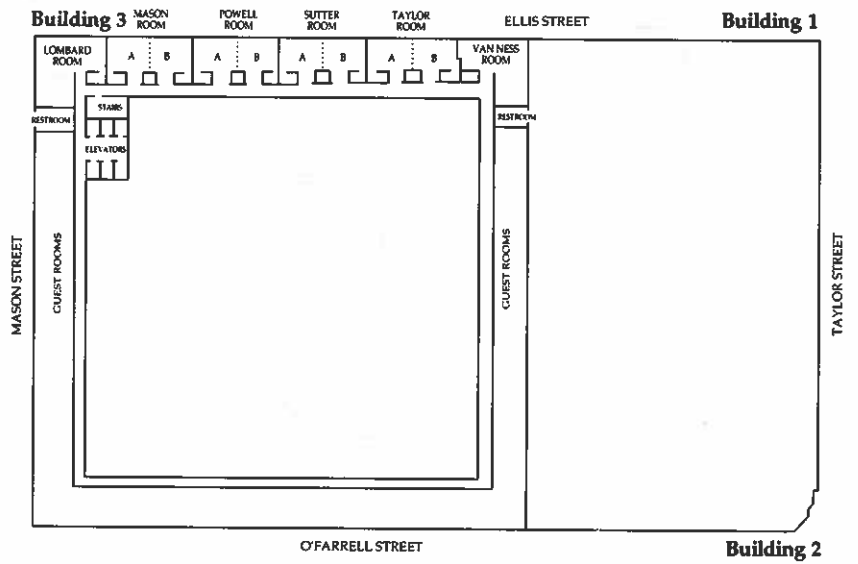 Building 3
MASON
ROOM
POWELL
ROOM
SUTTER
ROOM
TAYLOR
ROOM
ELLIS STREET
Building 1
LOMBARD
ROOM
A B
A B
A B
A B
VAN NESS
ROOM
STAIRS
RESTROOM
RESTROOM
ELEVATORS
MASON STREET
GUEST ROOMS
GUEST ROOMS
TAYLOR STREET
O'FARRELL STREET
Building 2